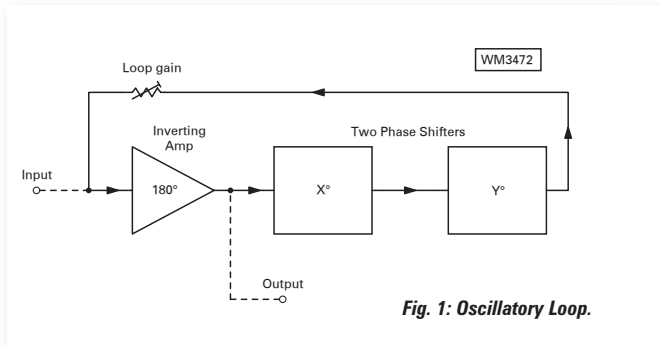 WM3472
Loop gain
Inverting
Amp
Two Phase Shifters
Input
180°
X°
Y°
Output
Fig. 1: Oscillatory Loop.